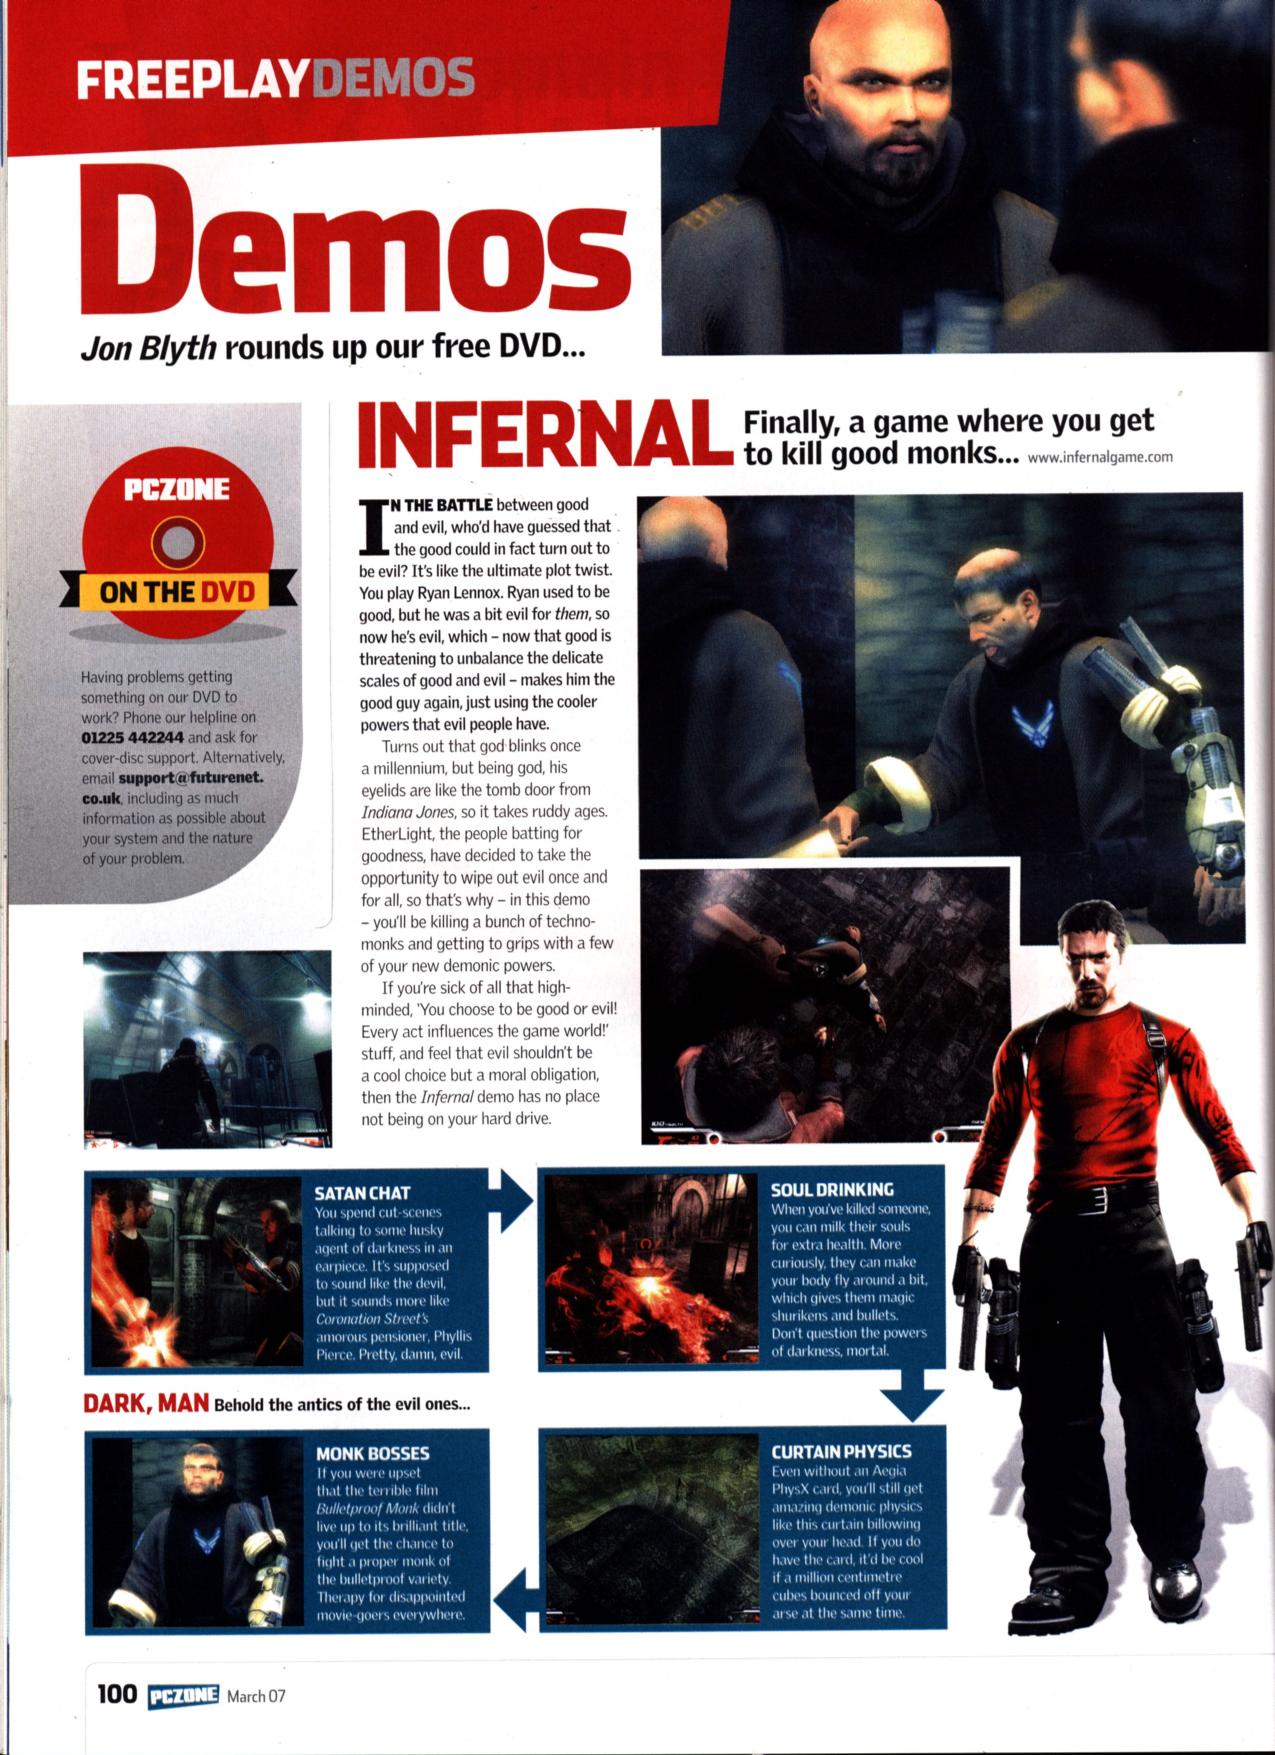 FREEPLAYDEMOS
Demos
Jon Blyth rounds up our free DVD...
PCZONE
ON THE DVD
Having problems getting
something on our DVD to
work? Phone our helpline on
01225 442244 and ask for
cover-disc support. Alternatively,
email support@futurenet.
co.uk, including as much
information as possible about
your system and the nature
of your problem.
INFERNAL
Finally, a game where you get
to kill good monks... www.infernalgame.com
IN THE BATTLE between good
and evil, who'd have guessed that
the good could in fact turn out to
be evil? It's like the ultimate plot twist.
You play Ryan Lennox. Ryan used to be
good, but he was a bit evil for them, so
now he's evil, which – now that good is
threatening to unbalance the delicate
scales of good and evil – makes him the
good guy again, just using the cooler
powers that evil people have.
Turns out that god blinks once
a millennium, but being god, his
eyelids are like the tomb door from
Indiana Jones, so it takes ruddy ages.
EtherLight, the people batting for
goodness, have decided to take the
opportunity to wipe out evil once and
for all, so that's why – in this demo
– you'll be killing a bunch of techno-
monks and getting to grips with a few
of your new demonic powers.
If you're sick of all that high-
minded, 'You choose to be good or evil!
Every act influences the game world!'
stuff, and feel that evil shouldn't be
a cool choice but a moral obligation,
then the Infernal demo has no place
not being on your hard drive.
SATAN CHAT
You spend cut-scenes
talking to some husky
agent of darkness in an
earpiece. It's supposed
to sound like the devil,
but it sounds more like
Coronation Street's
amorous pensioner, Phyllis
Pierce. Pretty, damn, evil.
SOUL DRINKING
When you've killed someone,
you can milk their souls
for extra health. More
curiously, they can make
your body fly around a bit,
which gives them magic
shurikens and bullets.
Don't question the powers
of darkness, mortal.
DARK, MAN Behold the antics of the evil ones...
MONK BOSSES
If you were upset
that the terrible film
Bulletproof Monk didn't
live up to its brilliant title,
you'll get the chance to
fight a proper monk of
the bulletproof variety.
Therapy for disappointed
movie-goers everywhere.
CURTAIN PHYSICS
Even without an Aegia
PhysX card, you'll still get
amazing demonic physics
like this curtain billowing
over your head. If you do
have the card, it'd be cool
if a million centimetre
cubes bounced off your
arse at the same time.
100 PCZONE March 07